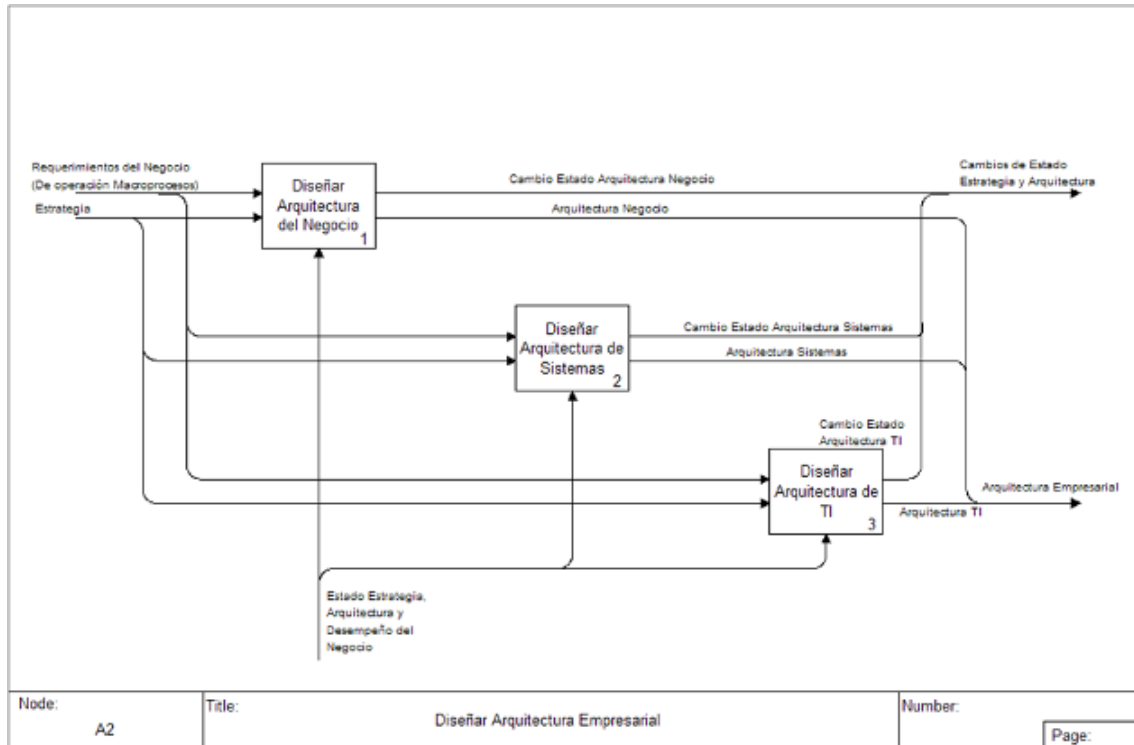 Requerimientos del Negocio
(De operación Macroprocesos)
Estrategia
Diseñar
Arquitectura
del Negocio
1
Cambio Estado Arquitectura Negocio
Arquitectura Negocio
Cambios de Estado
Estrategia y Arquitectura
Diseñar
Arquitectura de
Sistemas
2
Cambio Estado Arquitectura Sistemas
Arquitectura Sistemas
Cambio Estado
Arquitectura TI
Diseñar
Arquitectura de
TI
3
Arquitectura Empresarial
Arquitectura TI
Estado Estrategia,
Arquitectura y
Desempeño del
Negocio
Node:
A2
Title:
Diseñar Arquitectura Empresarial
Number:
Page: